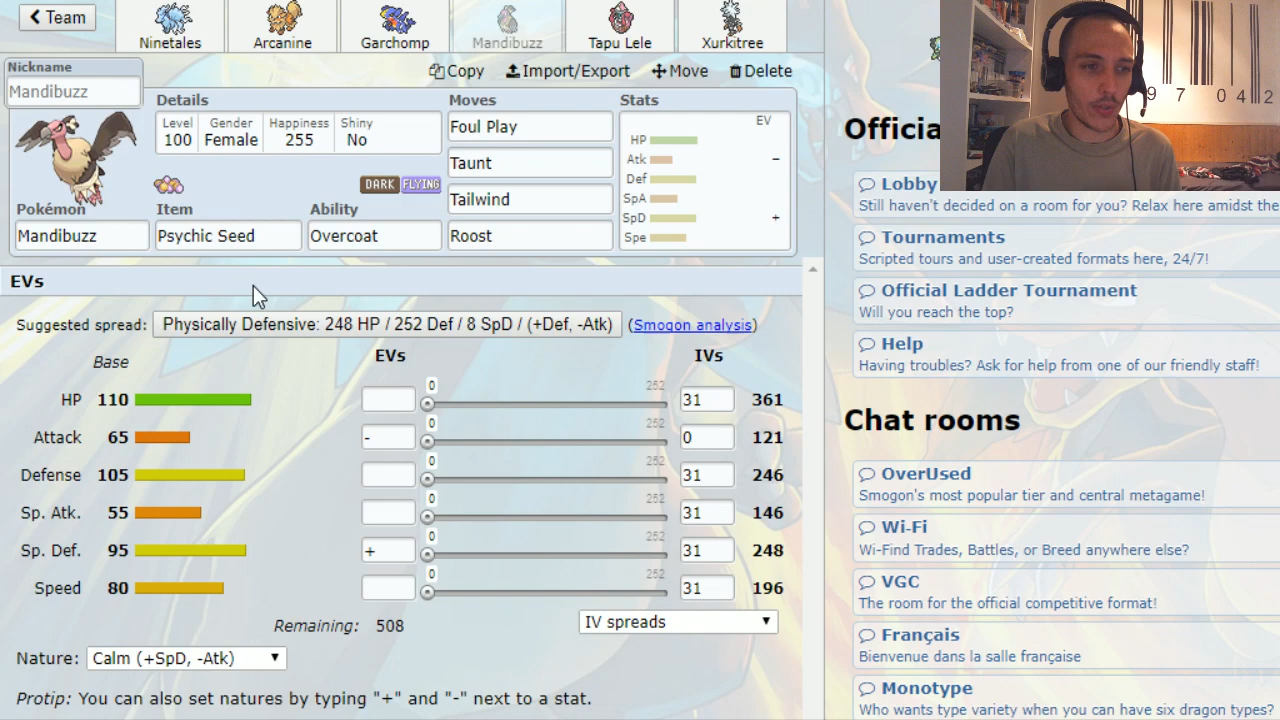 Team
Ninetales Arcanine Garchomp Mandibuzz Tapu Lele Xurkitree
Nickname
Mandibuzz
Copy Import/Export Move Delete
Details Moves Stats
Level Gender Happiness Shiny
100 Female 255 No
DARK FLYING
Pokémon Item Ability
Mandibuzz Psychic Seed Overcoat
Foul Play
Taunt
Tailwind
Roost
EV
HP
Atk −
Def
SpA
SpD +
Spe
EVs
Suggested spread: Physically Defensive: 248 HP / 252 Def / 8 SpD / (+Def, -Atk) (Smogon analysis)
Base EVs IVs
0 252
HP 110 31 361
0 252
Attack 65 - 0 121
0 252
Defense 105 31 246
0 252
Sp. Atk. 55 31 146
0 252
Sp. Def. 95 + 31 248
0 252
Speed 80 31 196
Remaining: 508 IV spreads
Nature: Calm (+SpD, -Atk)
Protip: You can also set natures by typing "+" and "-" next to a stat.
9 7 0 4 2
Officia
Lobby
Still haven't decided on a room for you? Relax here amidst the
Tournaments
Scripted tours and user-created formats here, 24/7!
Official Ladder Tournament
Will you reach the top?
Help
Having troubles? Ask for help from one of our friendly staff!
Chat rooms
OverUsed
Smogon's most popular tier and central metagame!
Wi-Fi
Wi-Find Trades, Battles, or Breed anywhere else?
VGC
The room for the official competitive format!
Français
Bienvenue dans la salle française
Monotype
Who wants type variety when you can have six dragon types?